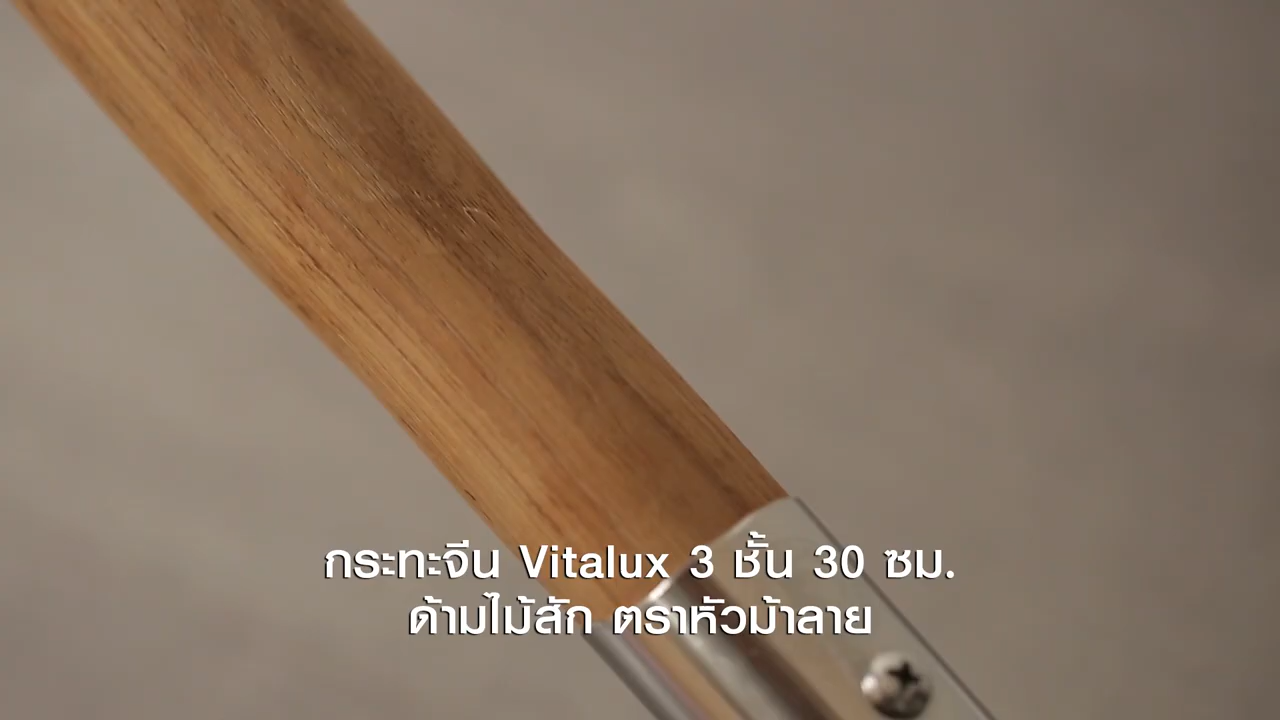 กระทะจีน Vitalux 3 ชั้น 30 ซม.
ด้ามไม้สัก ตราหัวม้าลาย